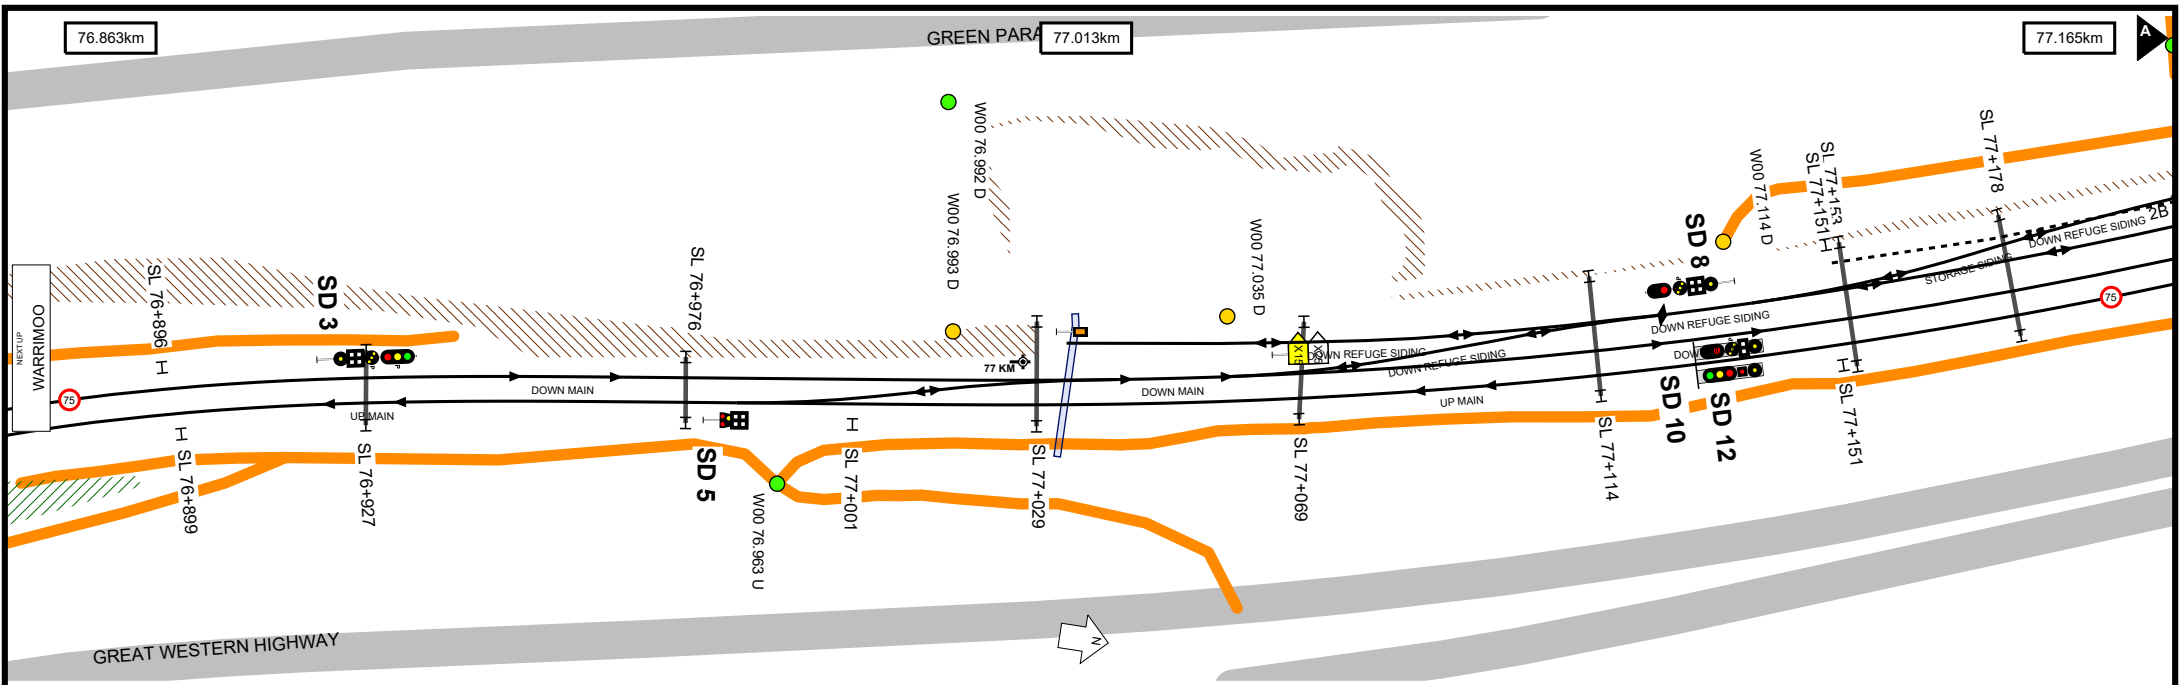 76.863km
GREEN PARA
77.013km
77.165km
A
W00 76.992 D
W00 76.993 D
W00 77.035 D
W00 77.114 D
SL 77+153
SL 77+151
SL 77+178
SL 76+896
SD 3
SL 76+976
SD 8
2B
DOWN REFUGE SIDING
STORAGE SIDING
NEXT UP
WARRIMOO
75
75
77 KM
X15
DOWN REFUGE SIDING
DOWN REFUGE SIDING
DOWN REFUGE SIDING
DOW
DOWN MAIN
DOWN MAIN
UP MAIN
UP MAIN
SD 5
SD 10
SD 12
SL 76+899
SL 76+927
W00 76.963 U
SL 77+001
SL 77+029
SL 77+069
SL 77+114
SL 77+151
GREAT WESTERN HIGHWAY
N